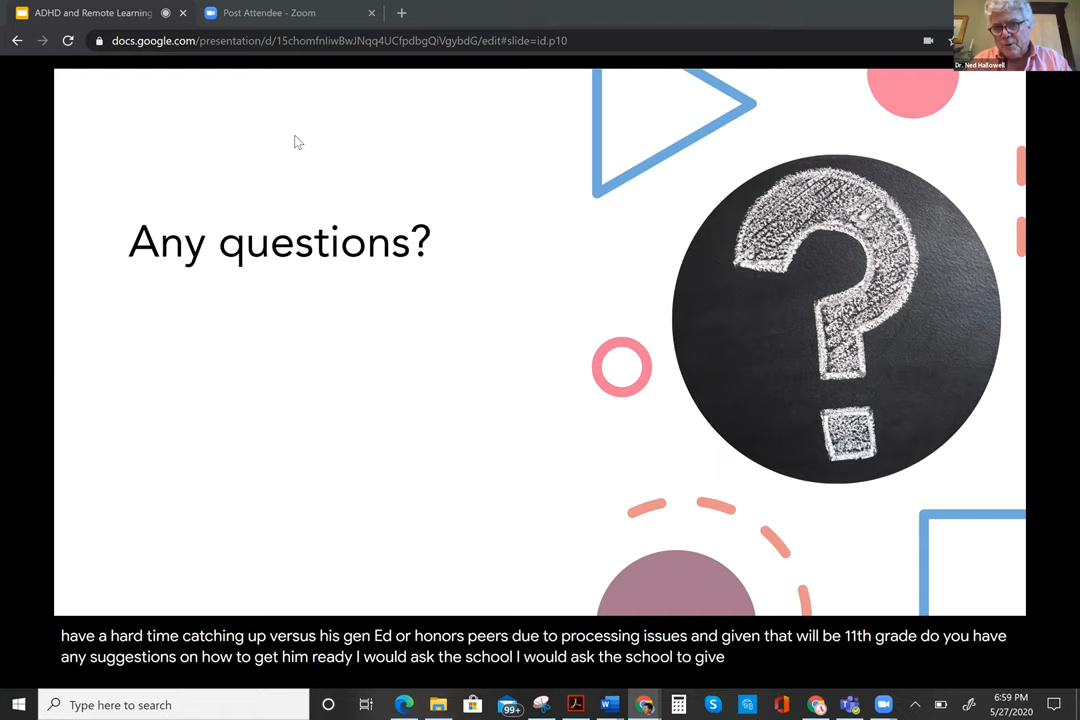 ADHD and Remote Learning
Post Attendee - Zoom
docs.google.com/presentation/d/15chomfnIiwBwJNqq4UCfpdbgQiVgybdG/edit#slide=id.p10
Dr. Ned Hallowell
Any questions?
have a hard time catching up versus his gen Ed or honors peers due to processing issues and given that will be 11th grade do you have
any suggestions on how to get him ready I would ask the school I would ask the school to give
Type here to search
99+
6:59 PM
5/27/2020